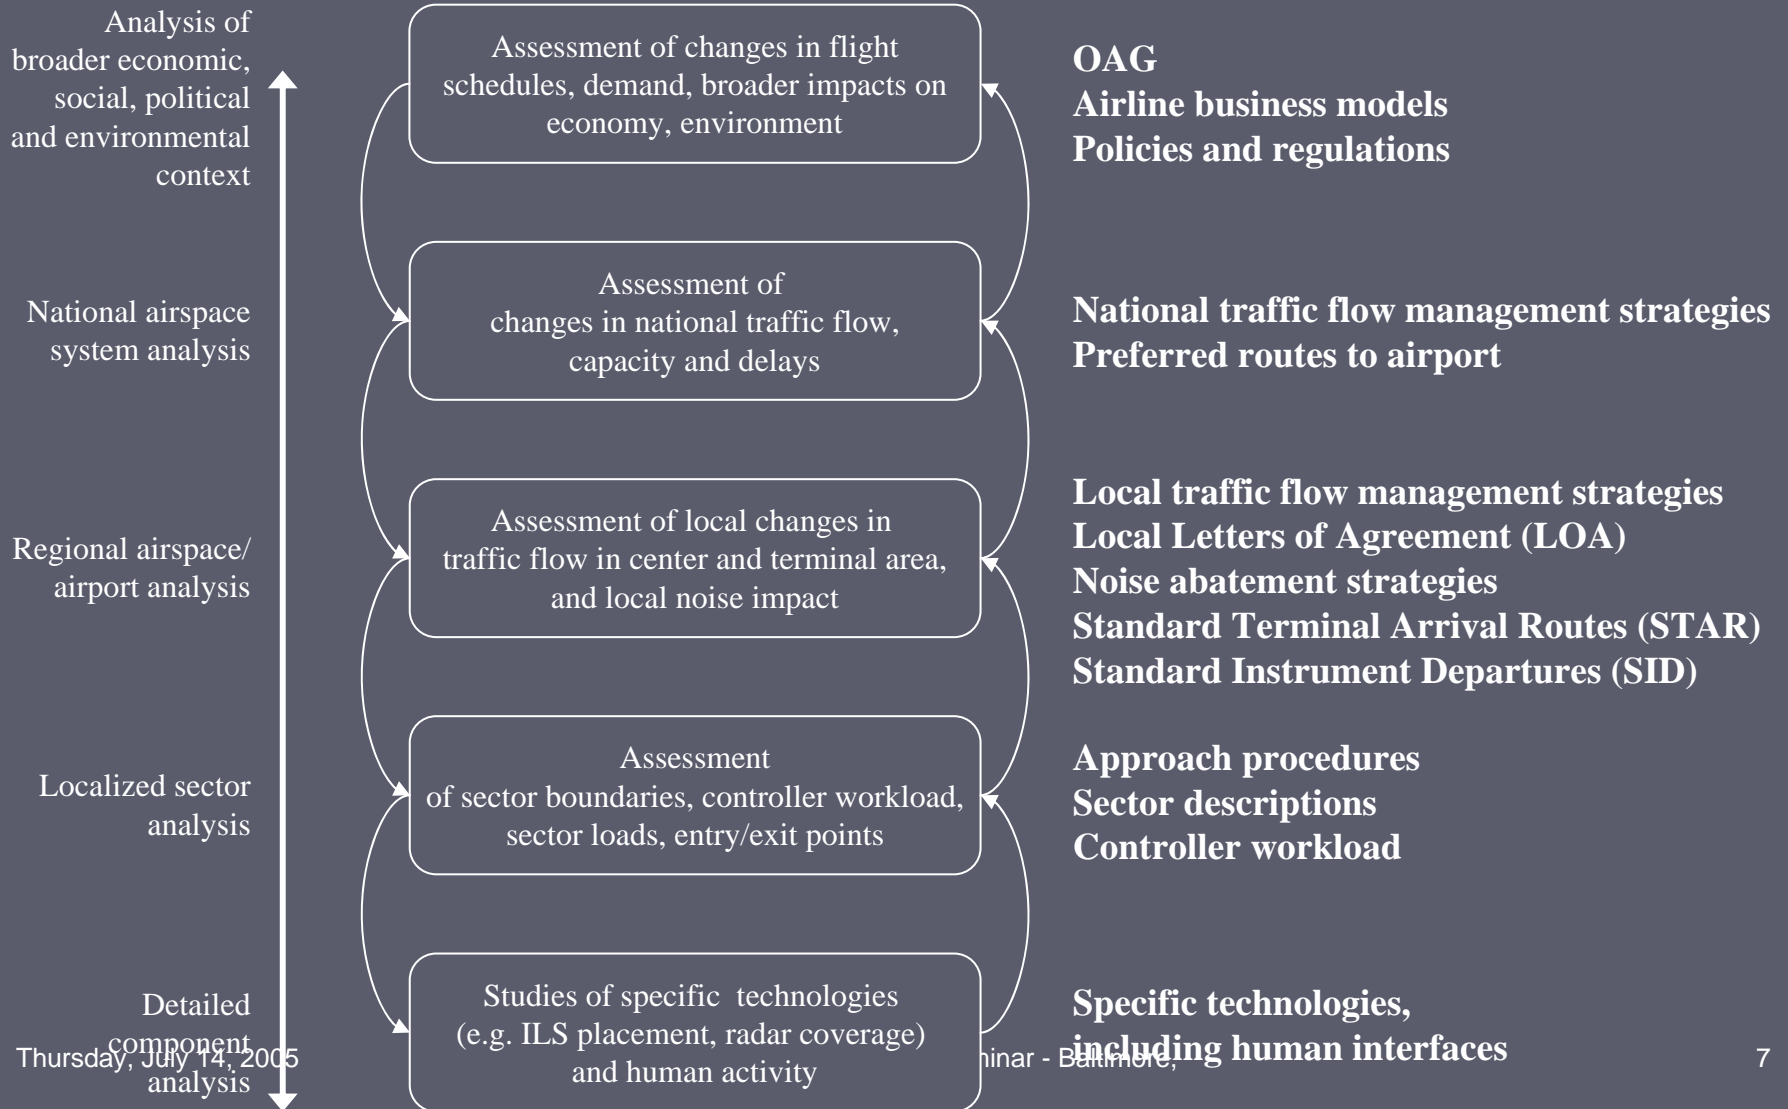 Analysis of
broader economic,
social, political
and environmental
context
Assessment of changes in flight
schedules, demand, broader impacts on
economy, environment
OAG
Airline business models
Policies and regulations
National airspace
system analysis
Assessment of
changes in national traffic flow,
capacity and delays
National traffic flow management strategies
Preferred routes to airport
Regional airspace/
airport analysis
Assessment of local changes in
traffic flow in center and terminal area,
and local noise impact
Local traffic flow management strategies
Local Letters of Agreement (LOA)
Noise abatement strategies
Standard Terminal Arrival Routes (STAR)
Standard Instrument Departures (SID)
Localized sector
analysis
Assessment
of sector boundaries, controller workload,
sector loads, entry/exit points
Approach procedures
Sector descriptions
Controller workload
Detailed
component
analysis
Studies of specific technologies
(e.g. ILS placement, radar coverage)
and human activity
Specific technologies,
including human interfaces
Thursday, July 14, 2005
- Baltimore,
7